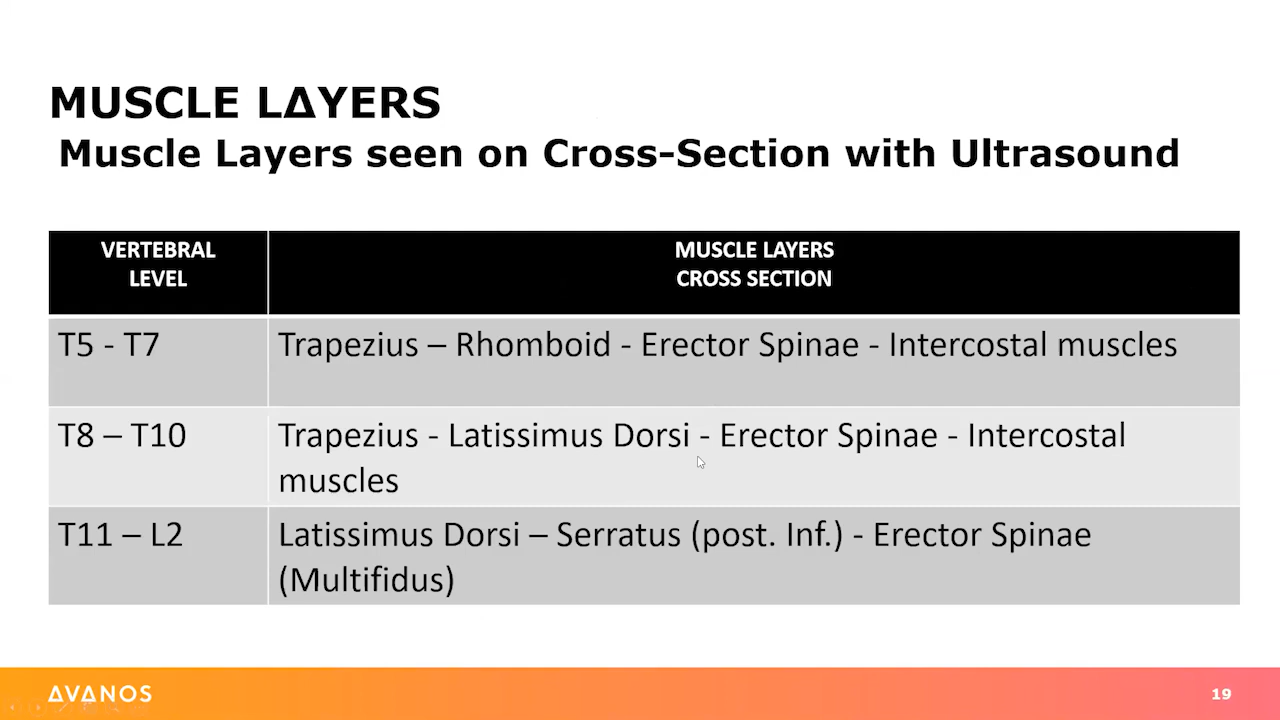 MUSCLE LΔYERS
Muscle Layers seen on Cross-Section with Ultrasound
VERTEBRAL
LEVEL
MUSCLE LAYERS
CROSS SECTION
T5 - T7
Trapezius – Rhomboid - Erector Spinae - Intercostal muscles
T8 – T10
Trapezius - Latissimus Dorsi - Erector Spinae - Intercostal
muscles
T11 – L2
Latissimus Dorsi – Serratus (post. Inf.) - Erector Spinae
(Multifidus)
ΔVΔNOS
19